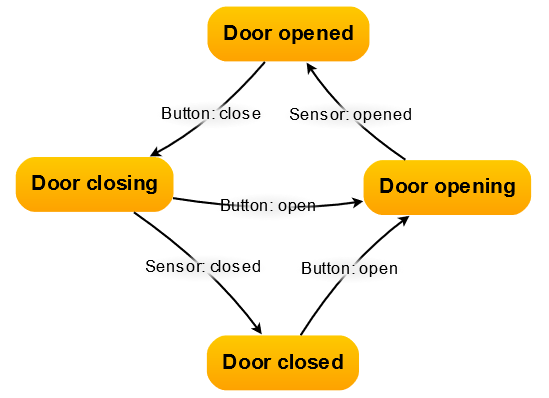 Door opened
Button: close
Sensor: opened
Door closing
Door opening
Button: open
Sensor: closed
Button: open
Door closed